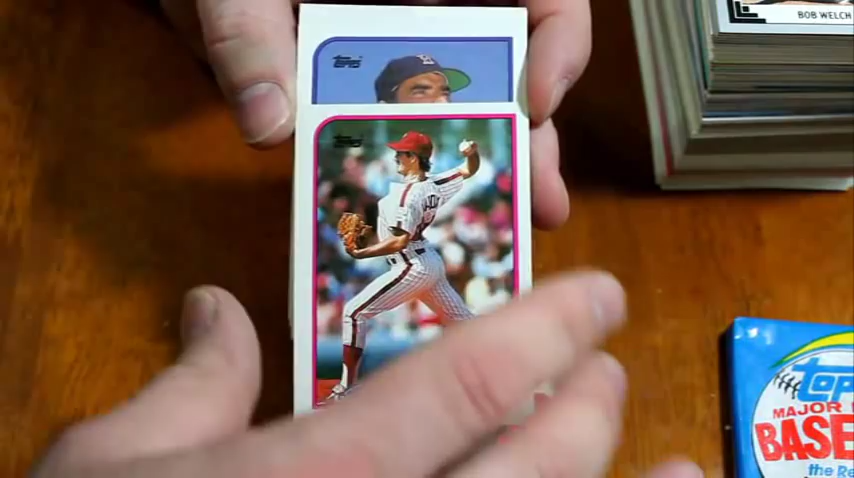 BOB WELCH
Topps
Topps
Topps
MAJOR
BASE
the Re